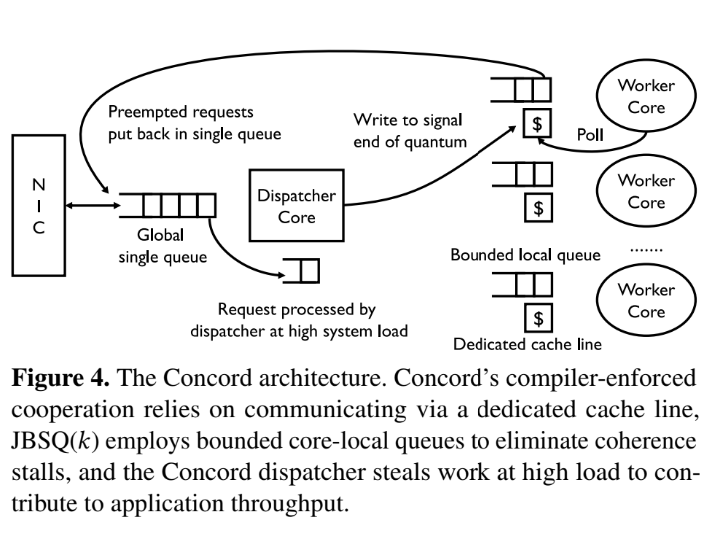 Preempted requests
put back in single queue
Write to signal
end of quantum
$
Poll
Worker
Core
N
I
C
Global
single queue
Dispatcher
Core
$
Worker
Core
.......
Request processed by
dispatcher at high system load
Bounded local queue
$
Worker
Core
Dedicated cache line
Figure 4. The Concord architecture. Concord's compiler-enforced
cooperation relies on communicating via a dedicated cache line,
JBSQ(k) employs bounded core-local queues to eliminate coherence
stalls, and the Concord dispatcher steals work at high load to con-
tribute to application throughput.